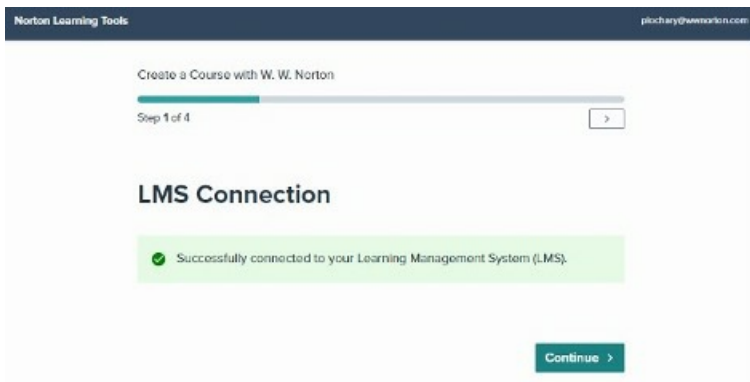 Norton Learning Tools
plochary@wwnorton.com
Create a Course with W. W. Norton
Step 1 of 4
>
LMS Connection
Successfully connected to your Learning Management System (LMS).
Continue >